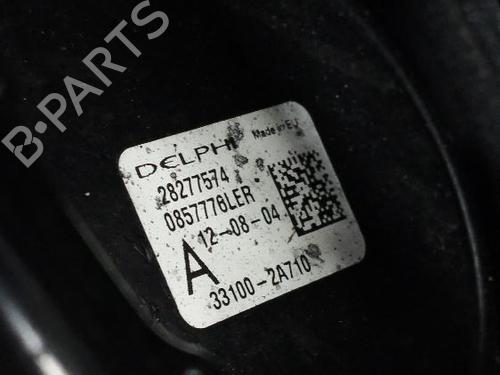 B-PARTS
DELPHI
Made in EU
28277574
0857776LER
12-08-04
A
33100-2A710